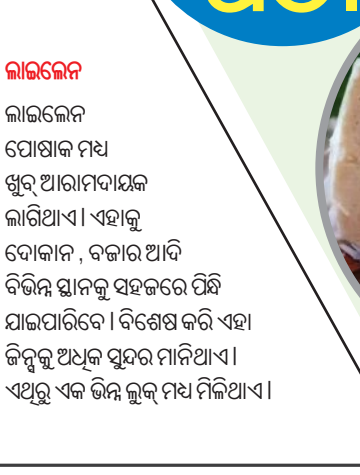 ଲାଇଲେନ
ଲାଇଲେନ
ପୋଷାକ ମଧ୍ୟ
ଖୁବ୍ ଆରାମଦାୟକ
ଲାଗିଥାଏ । ଏହାକୁ
ଦୋକାନ , ବଜାର ଆଦି
ବିଭିନ୍ନ ସ୍ଥାନକୁ ସହଜରେ ପିନ୍ଧି
ଯାଇପାରିବେ । ବିଶେଷ କରି ଏହା
ଜିନ୍ସକୁ ଅଧିକ ସୁନ୍ଦର ମାନିଥାଏ ।
ଏଥିରୁ ଏକ ଭିନ୍ନ ଲୁକ୍ ମଧ୍ୟ ମିଳିଥାଏ ।